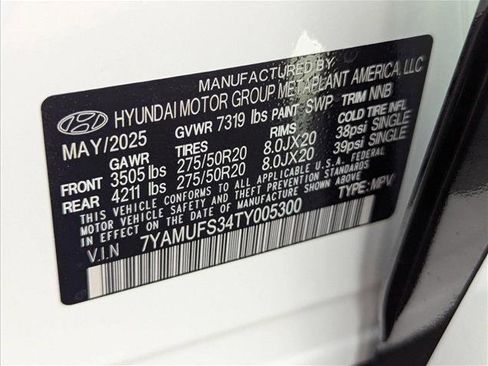 MANUFACTURED BY
HYUNDAI MOTOR GROUP METAPLANT AMERICA, LLC
MAY/2025 GVWR 7319 lbs PAINT SWP TRIM NNB
GAWR TIRES RIMS COLD TIRE INFL.
FRONT 3505 lbs 275/50R20 8.0JX20 38psi SINGLE
REAR 4211 lbs 275/50R20 8.0JX20 39psi SINGLE
THIS VEHICLE CONFORMS TO ALL APPLICABLE U.S.A. FEDERAL
MOTOR VEHICLE SAFETY AND THEFT PREVENTION STANDARDS
IN EFFECT ON THE DATE OF MANUFACTURE SHOWN ABOVE.
V.I.N 7YAMUFS34TY005300 TYPE: MPV